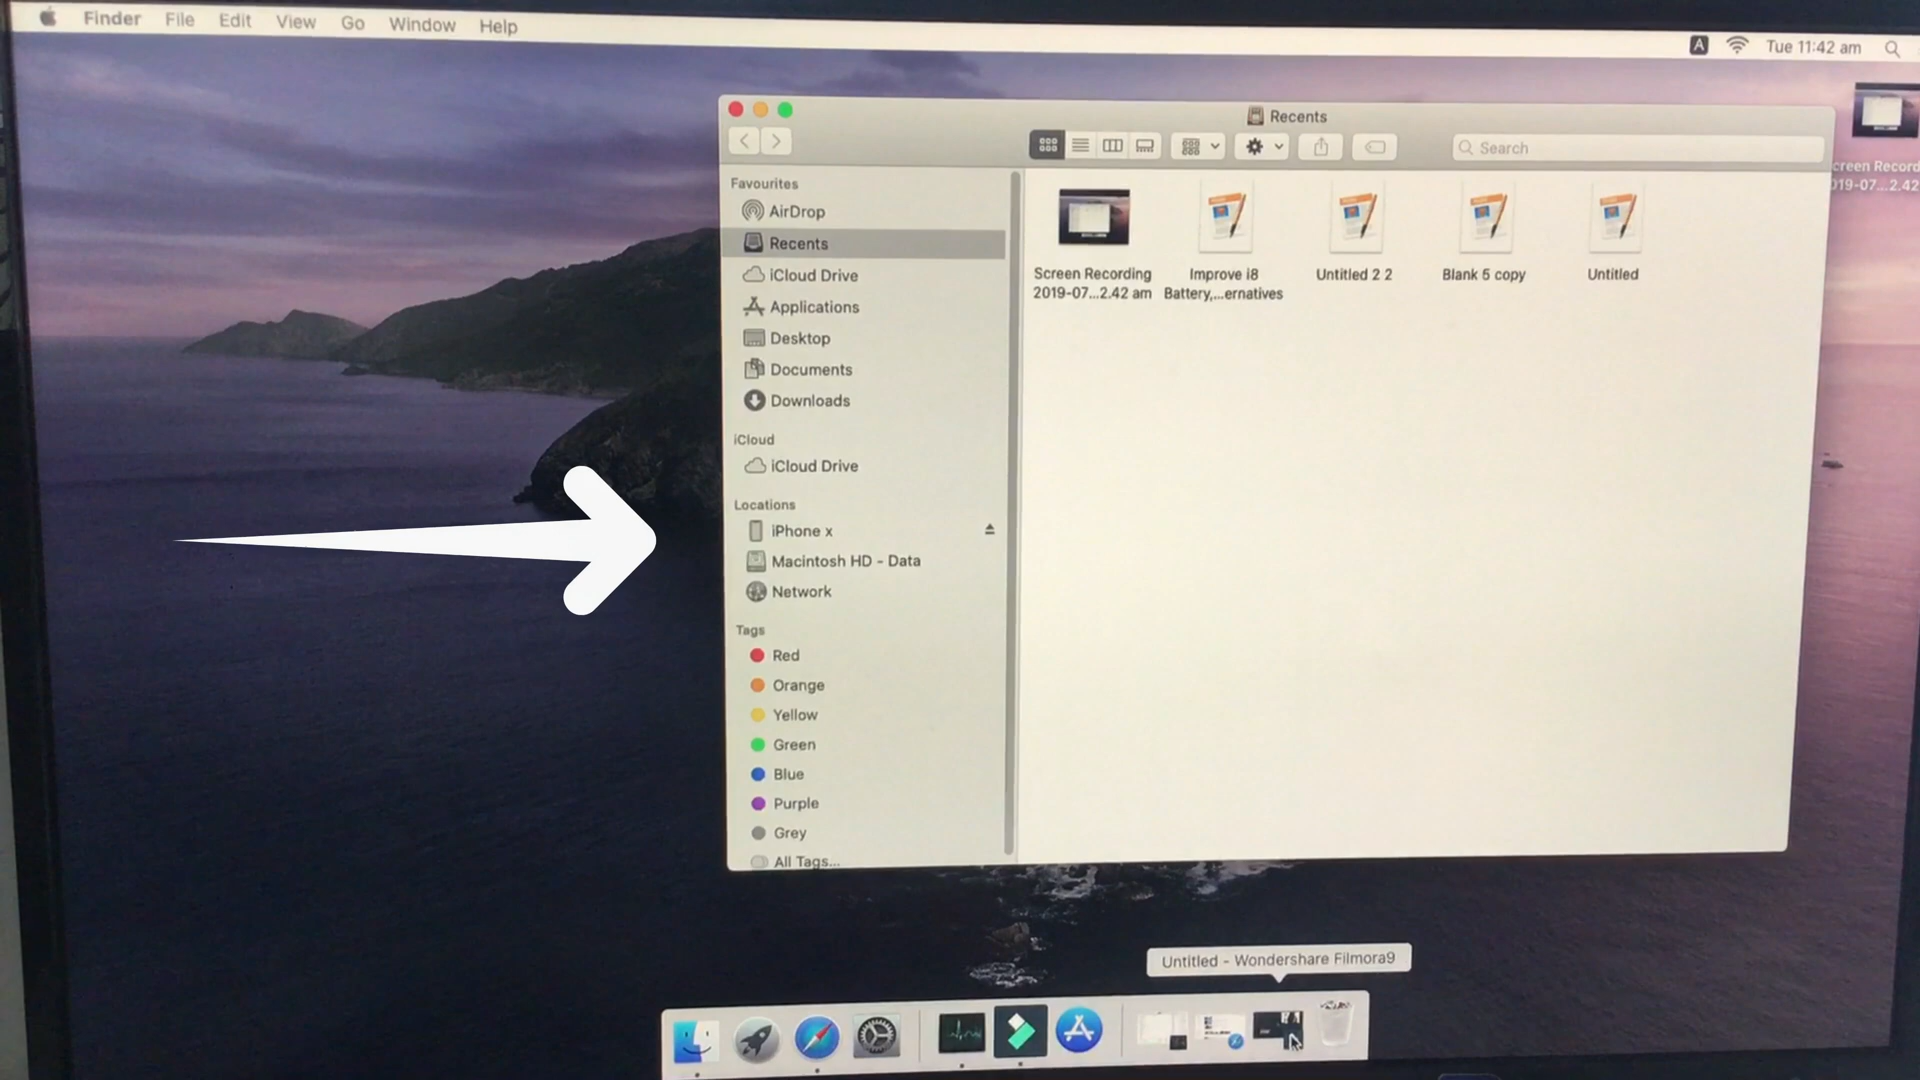 Finder File Edit View Go Window Help
A Tue 11:42 am
Recents
Search
Favourites
AirDrop
Recents
iCloud Drive
Applications
Desktop
Documents
Downloads
iCloud
iCloud Drive
Locations
iPhone x
Macintosh HD - Data
Network
Tags
Red
Orange
Yellow
Green
Blue
Purple
Grey
All Tags...
Screen Recording
2019-07...2.42 am
Improve i8
Battery,...ernatives
Untitled 2 2
Blank 5 copy
Untitled
creen Record
019-07...2.42
Untitled - Wondershare Filmora9